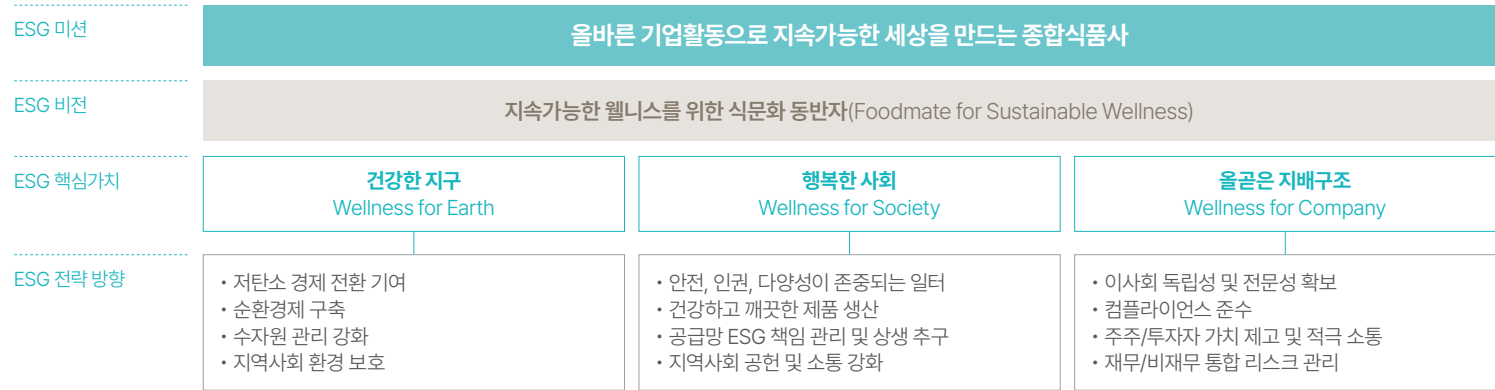 ESG 미션
올바른 기업활동으로 지속가능한 세상을 만드는 종합식품사
ESG 비전
지속가능한 웰니스를 위한 식문화 동반자(Foodmate for Sustainable Wellness)
ESG 핵심가치
건강한 지구
Wellness for Earth
행복한 사회
Wellness for Society
올곧은 지배구조
Wellness for Company
ESG 전략 방향
• 저탄소 경제 전환 기여
• 순환경제 구축
• 수자원 관리 강화
• 지역사회 환경 보호
• 안전, 인권, 다양성이 존중되는 일터
• 건강하고 깨끗한 제품 생산
• 공급망 ESG 책임 관리 및 상생 추구
• 지역사회 공헌 및 소통 강화
• 이사회 독립성 및 전문성 확보
• 컴플라이언스 준수
• 주주/투자자 가치 제고 및 적극 소통
• 재무/비재무 통합 리스크 관리